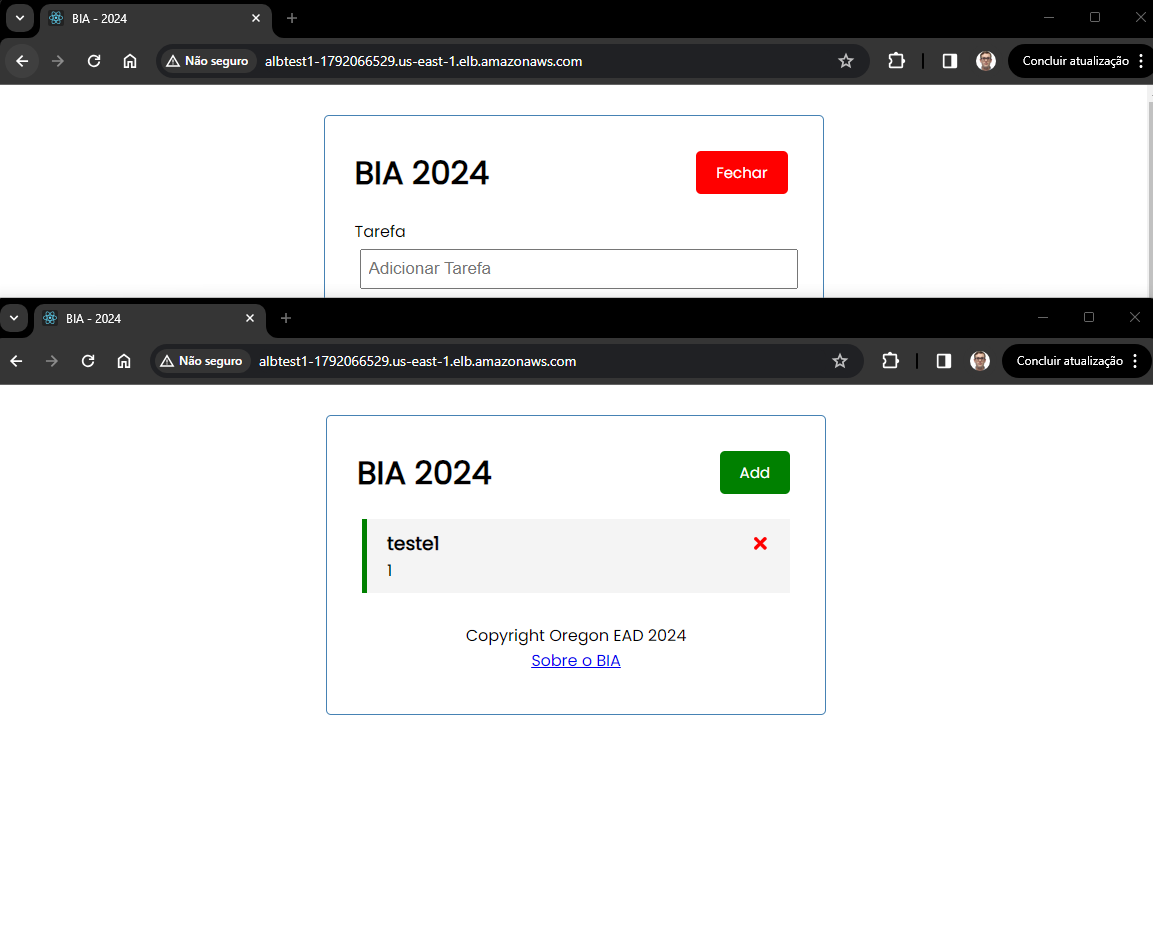 BIA - 2024
Não seguro albtest1-1792066529.us-east-1.elb.amazonaws.com Concluir atualização
BIA 2024 Fechar
Tarefa
Adicionar Tarefa
BIA - 2024
Não seguro albtest1-1792066529.us-east-1.elb.amazonaws.com Concluir atualização
BIA 2024 Add
teste1
1
Copyright Oregon EAD 2024
Sobre o BIA